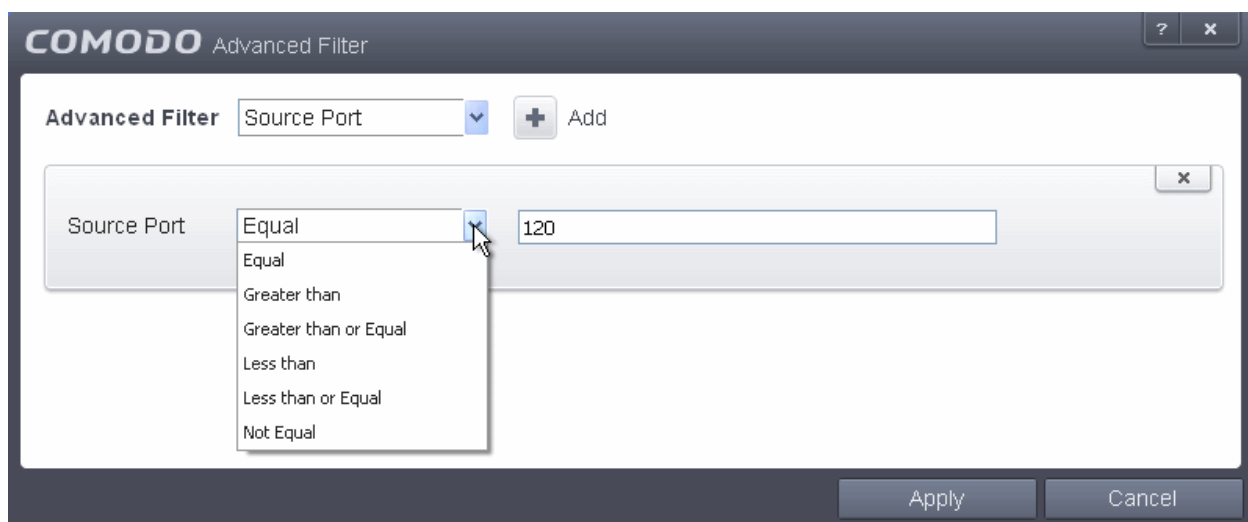 COMODO Advanced Filter ? x
Advanced Filter Source Port + Add
x
Source Port Equal 120
Equal
Greater than
Greater than or Equal
Less than
Less than or Equal
Not Equal
Apply Cancel